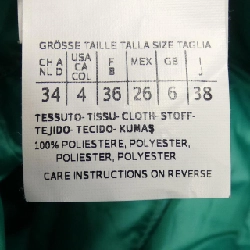 GRÖSSE TAILLE TALLA SIZE TAGLIA
CH A USA F MEX GB I
NL D CA B J
COL
34 4 36 26 6 38
TESSUTO- TISSU- CLOTH- STOFF-
TEJIDO- TECIDO- KUMAŞ
100% POLIESTERE, POLYESTER,
POLIESTER, POLYESTER
CARE INSTRUCTIONS ON REVERSE